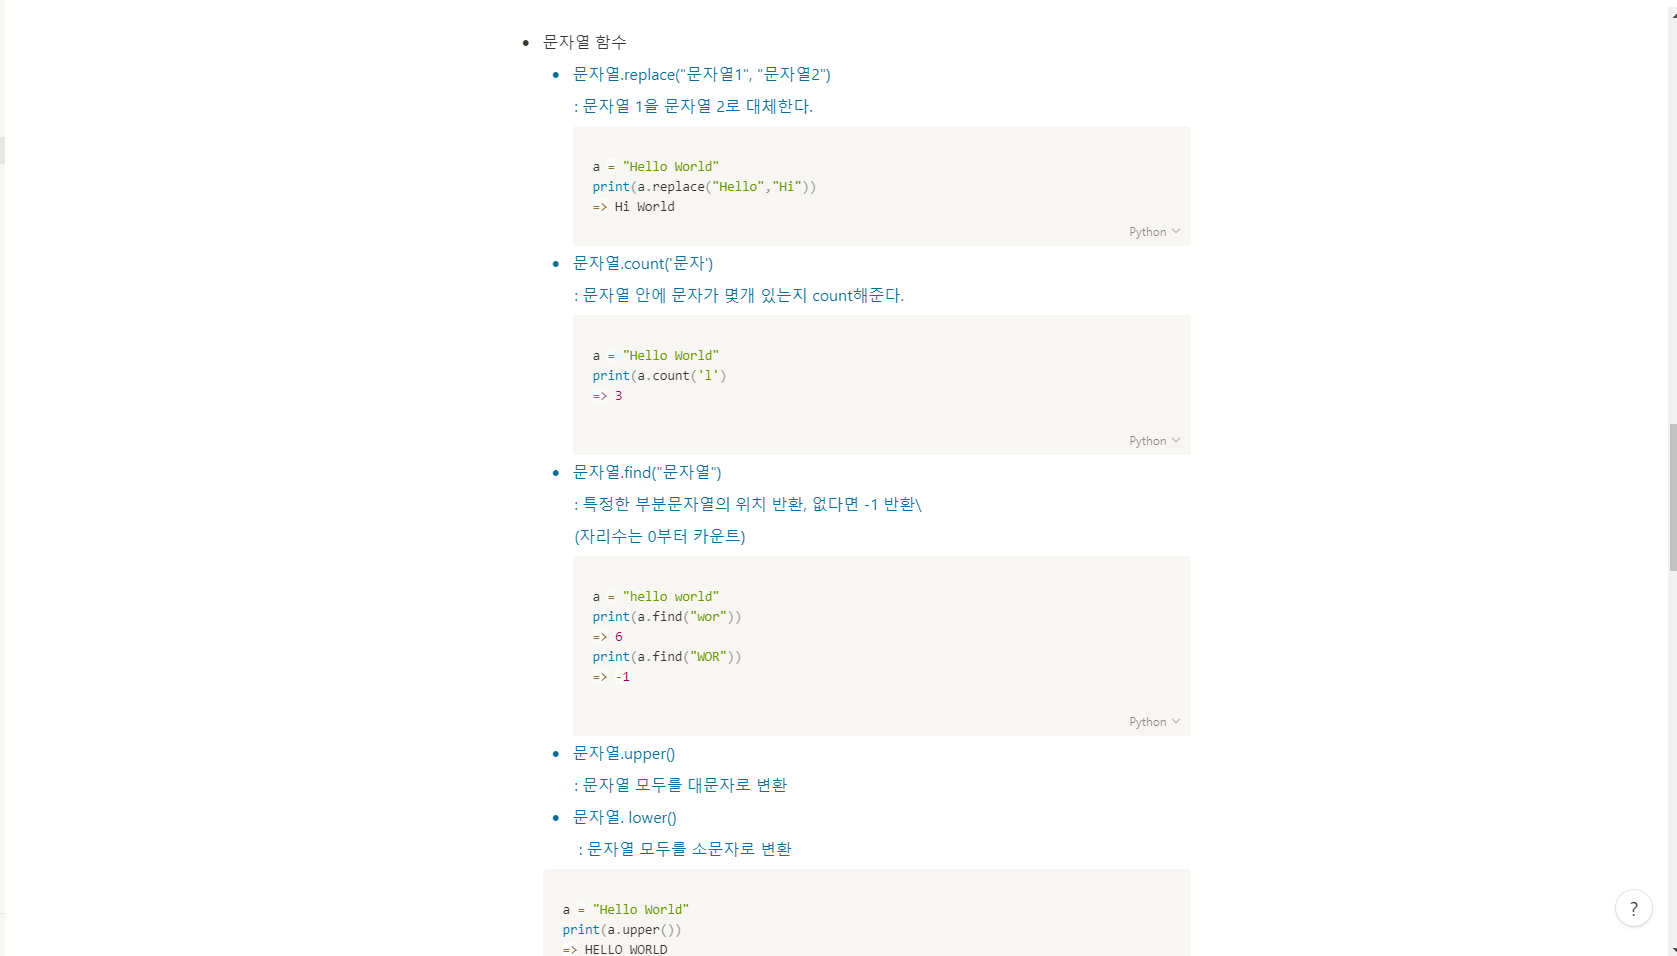 문자열 함수
문자열.replace("문자열1", "문자열2")
: 문자열 1을 문자열 2로 대체한다.
a = "Hello World"
print(a.replace("Hello","Hi"))
=> Hi World
Python
문자열.count('문자')
: 문자열 안에 문자가 몇개 있는지 count해준다.
a = "Hello World"
print(a.count('l')
=> 3
Python
문자열.find("문자열")
: 특정한 부분문자열의 위치 반환, 없다면 -1 반환\
(자리수는 0부터 카운트)
a = "hello world"
print(a.find("wor"))
=> 6
print(a.find("WOR"))
=> -1
Python
문자열.upper()
: 문자열 모두를 대문자로 변환
문자열. lower()
: 문자열 모두를 소문자로 변환
a = "Hello World"
print(a.upper())
=> HELLO WORLD
?